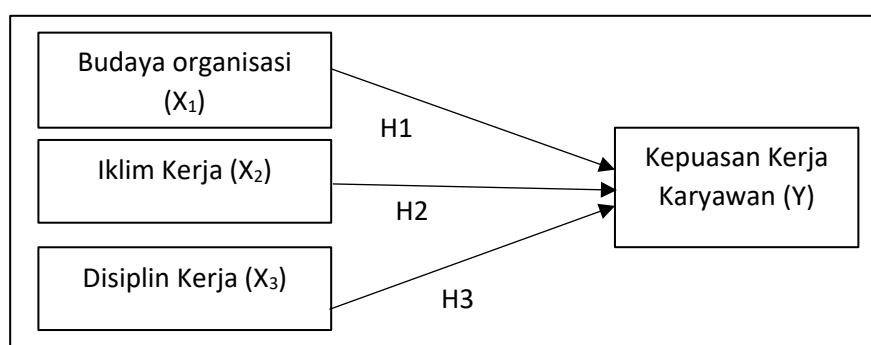 Budaya organisasi
(X₁)
H1
Iklim Kerja (X₂)
Kepuasan Kerja
Karyawan (Y)
H2
Disiplin Kerja (X₃)
H3